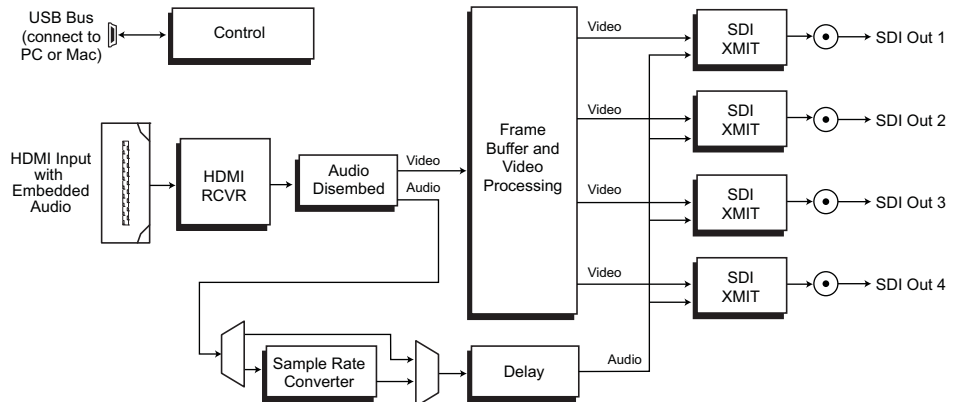 USB Bus
(connect to
PC or Mac)
Control
HDMI Input
with
Embedded
Audio
HDMI
RCVR
Audio
Disembed
Video
Audio
Frame
Buffer and
Video
Processing
Video
SDI
XMIT
SDI Out 1
Video
SDI
XMIT
SDI Out 2
Video
SDI
XMIT
SDI Out 3
Video
SDI
XMIT
SDI Out 4
Sample Rate
Converter
Delay
Audio